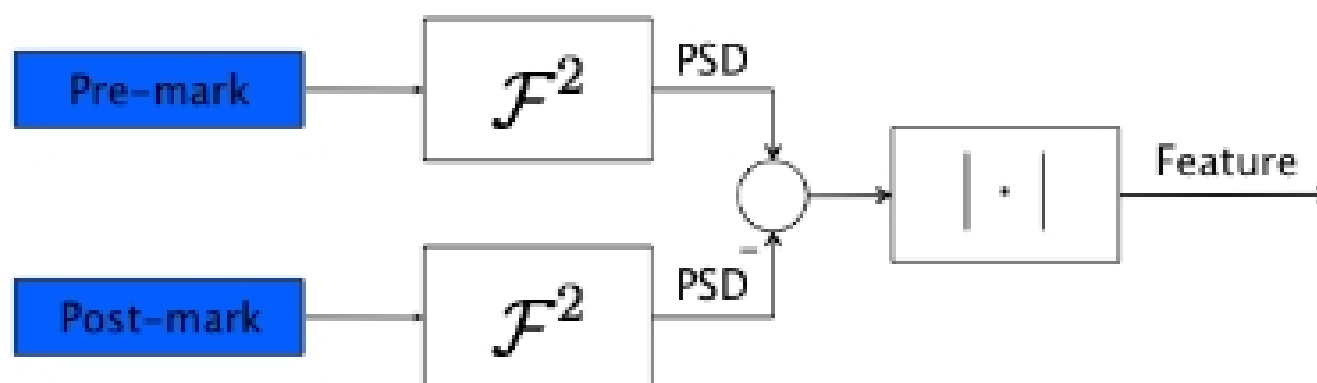 Pre-mark
ℱ²
PSD
| · |
Feature
-
Post-mark
ℱ²
PSD